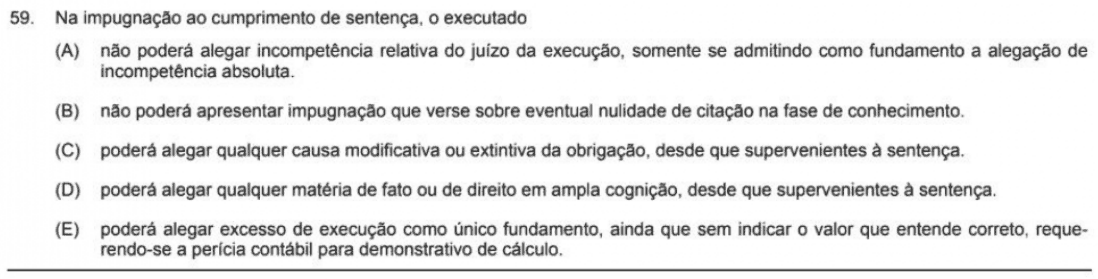 59. Na impugnação ao cumprimento de sentença, o executado
(A) não poderá alegar incompetência relativa do juízo da execução, somente se admitindo como fundamento a alegação de
incompetência absoluta.
(B) não poderá apresentar impugnação que verse sobre eventual nulidade de citação na fase de conhecimento.
(C) poderá alegar qualquer causa modificativa ou extintiva da obrigação, desde que supervenientes à sentença.
(D) poderá alegar qualquer matéria de fato ou de direito em ampla cognição, desde que supervenientes à sentença.
(E) poderá alegar excesso de execução como único fundamento, ainda que sem indicar o valor que entende correto, reque-
rendo-se a perícia contábil para demonstrativo de cálculo.